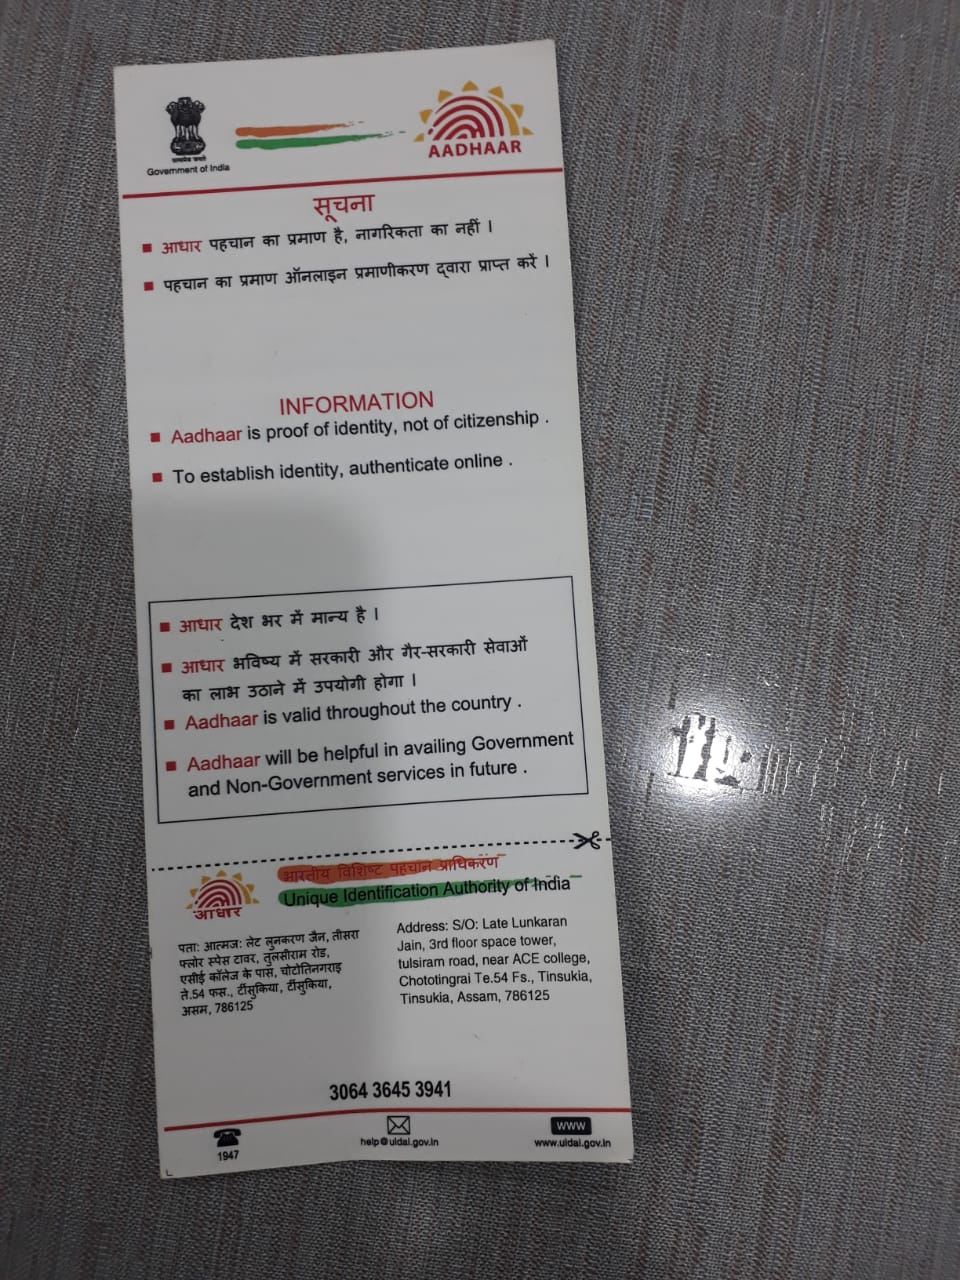 सत्यमेव जयते
Government of India
AADHAAR
सूचना
आधार पहचान का प्रमाण है, नागरिकता का नहीं ।
पहचान का प्रमाण ऑनलाइन प्रमाणीकरण द्वारा प्राप्त करें ।
INFORMATION
Aadhaar is proof of identity, not of citizenship .
To establish identity, authenticate online .
आधार देश भर में मान्य है ।
आधार भविष्य में सरकारी और गैर-सरकारी सेवाओं
का लाभ उठाने में उपयोगी होगा ।
Aadhaar is valid throughout the country .
Aadhaar will be helpful in availing Government
and Non-Government services in future .
भारतीय विशिष्ट पहचान प्राधिकरण
Unique Identification Authority of India
आधार
पता: आत्मज: लेट लुनकरण जैन, तीसरा
फ्लोर स्पेस टावर, तुलसीराम रोड,
एसीई कॉलेज के पास, चोटोतिनगराइ
ते.54 फस., टींसुकिया, टींसुकिया,
असम, 786125
Address: S/O: Late Lunkaran
Jain, 3rd floor space tower,
tulsiram road, near ACE college,
Chototingrai Te.54 Fs., Tinsukia,
Tinsukia, Assam, 786125
3064 3645 3941
1947
help@uidai.gov.in
www
www.uidai.gov.in